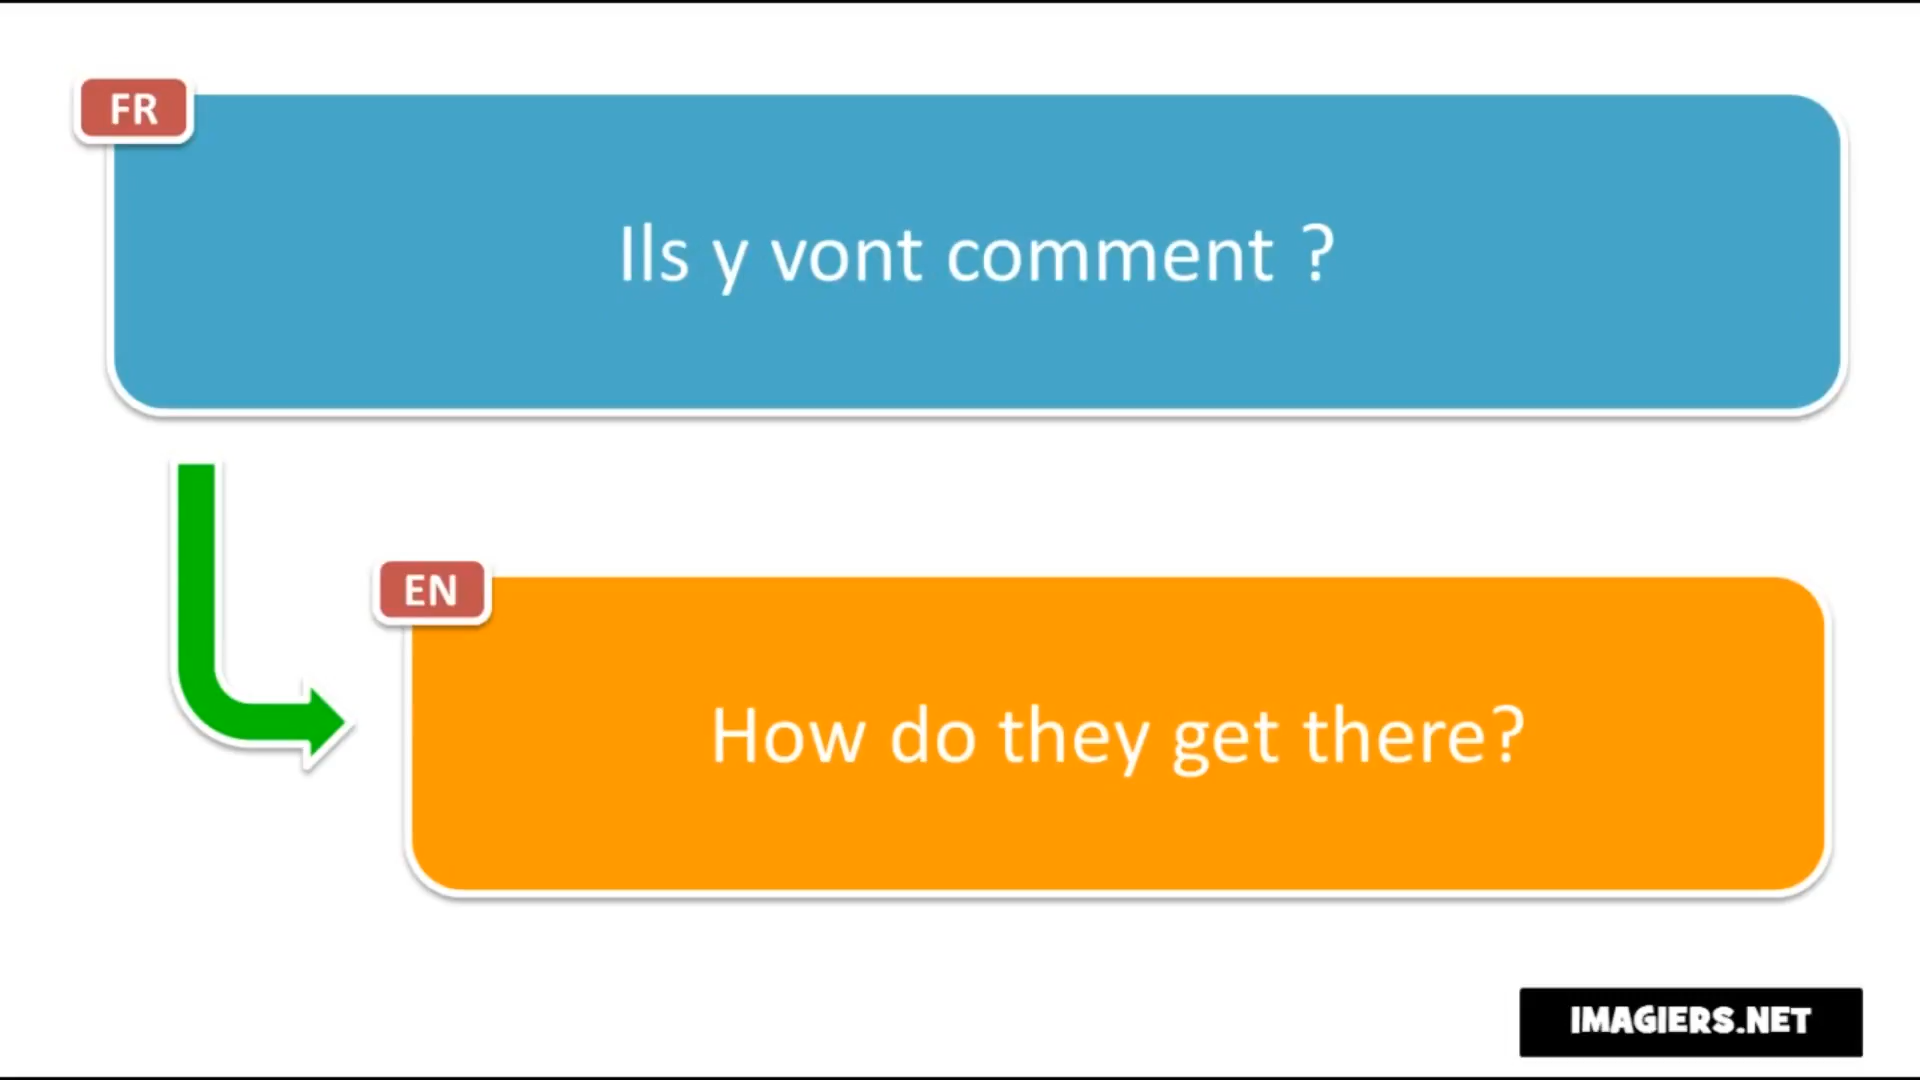 FR
Ils y vont comment ?
EN
How do they get there?
IMAGIERS.NET